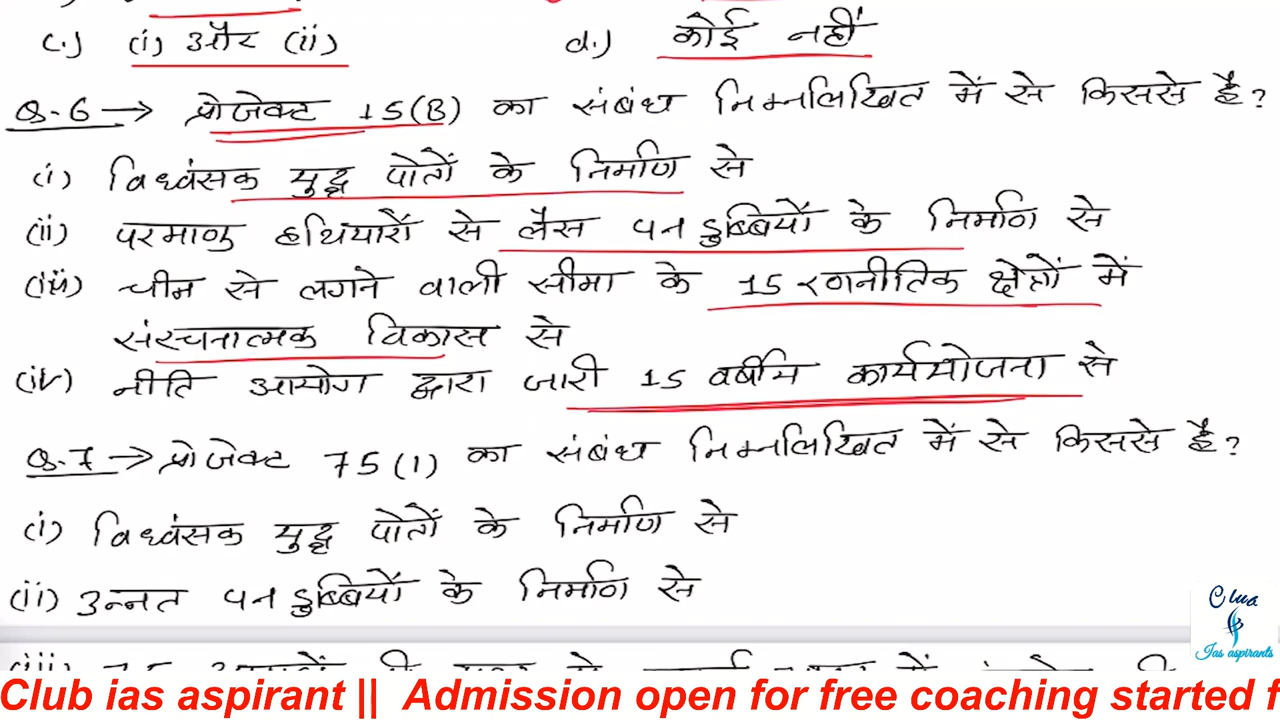 c.) (i) और (ii) d.) कोई नहीं
Q-6 → प्रोजेक्ट 15(B) का संबंध निम्नलिखित में से किससे है?
(i) विध्वंसक युद्ध पोतों के निर्माण से
(ii) परमाणु हथियारों से लैस पनडुब्बियों के निर्माण से
(iii) चीन से लगने वाली सीमा के 15 रणनीतिक क्षेत्रों में
संरचनात्मक विकास से
(iv) नीति आयोग द्वारा जारी 15 वर्षीय कार्ययोजना से
Q.7 → प्रोजेक्ट 75(1) का संबंध निम्नलिखित में से किससे है?
(i) विध्वंसक युद्ध पोतों के निर्माण से
(ii) उन्नत पनडुब्बियों के निर्माण से
Club
Ias aspirants
Club ias aspirant || Admission open for free coaching started f